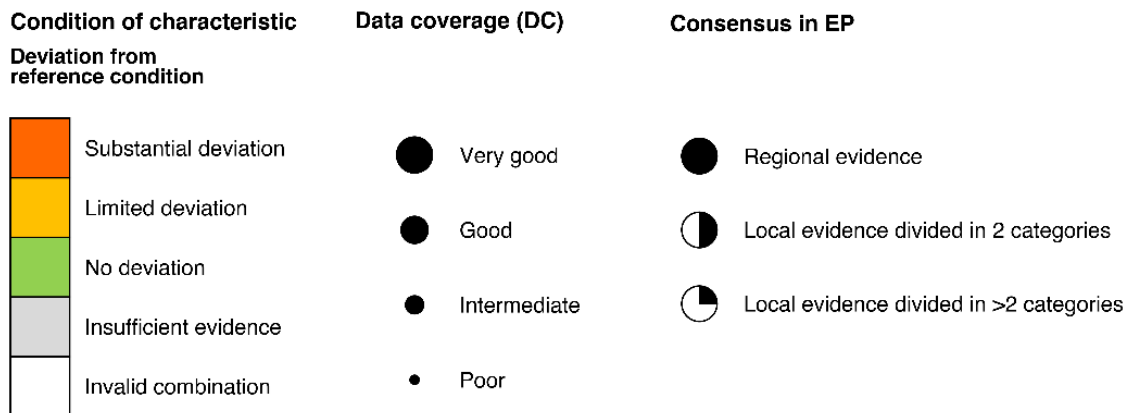 Condition of characteristic
Deviation from
reference condition
Substantial deviation
Limited deviation
No deviation
Insufficient evidence
Invalid combination
Data coverage (DC)
Very good
Good
Intermediate
Poor
Consensus in EP
Regional evidence
Local evidence divided in 2 categories
Local evidence divided in >2 categories